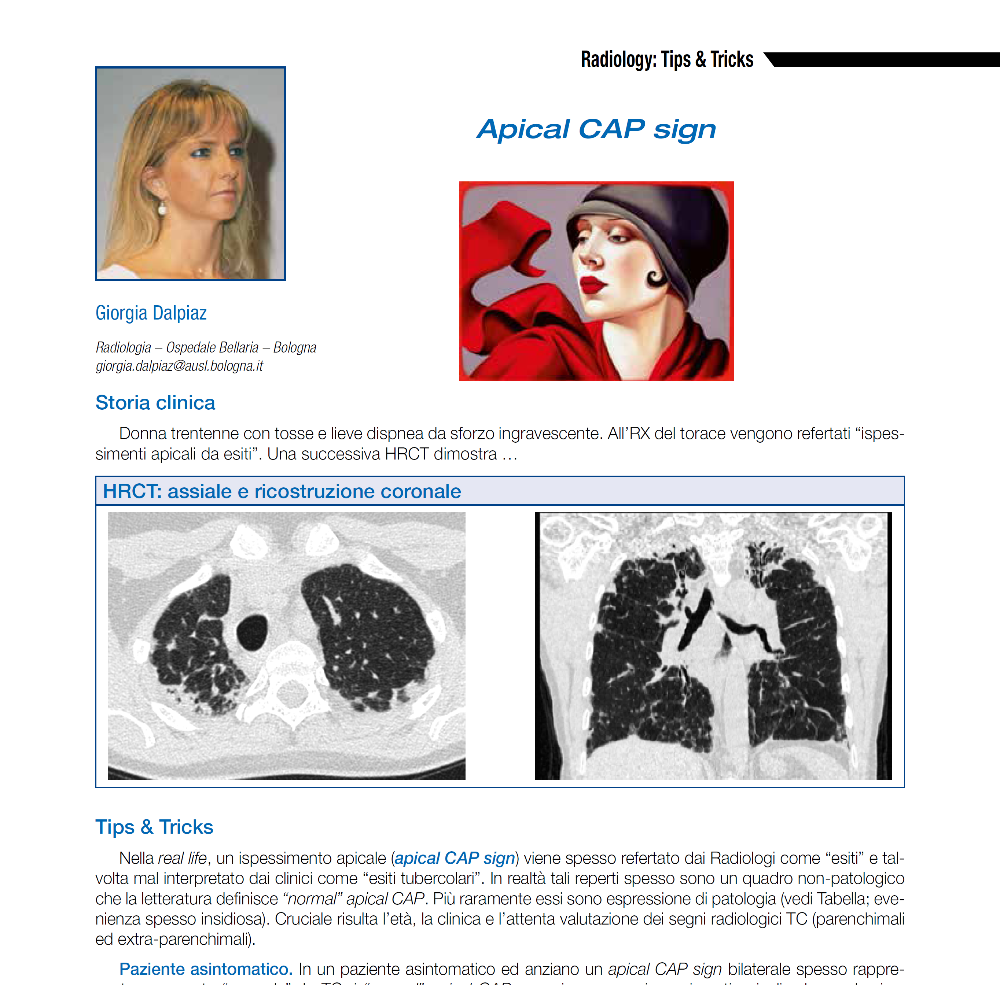 Radiology: Tips & Tricks
Apical CAP sign
Giorgia Dalpiaz
Radiologia – Ospedale Bellaria – Bologna
giorgia.dalpiaz@ausl.bologna.it
Storia clinica
Donna trentenne con tosse e lieve dispnea da sforzo ingravescente. All’RX del torace vengono refertati “ispes-
simenti apicali da esiti”. Una successiva HRCT dimostra …
HRCT: assiale e ricostruzione coronale
Tips & Tricks
Nella real life, un ispessimento apicale (apical CAP sign) viene spesso refertato dai Radiologi come “esiti” e tal-
volta mal interpretato dai clinici come “esiti tubercolari”. In realtà tali reperti spesso sono un quadro non-patologico
che la letteratura definisce “normal” apical CAP. Più raramente essi sono espressione di patologia (vedi Tabella; eve-
nienza spesso insidiosa). Cruciale risulta l’età, la clinica e l’attenta valutazione dei segni radiologici TC (parenchimali
ed extra-parenchimali).
Paziente asintomatico. In un paziente asintomatico ed anziano un apical CAP sign bilaterale spesso rappre-